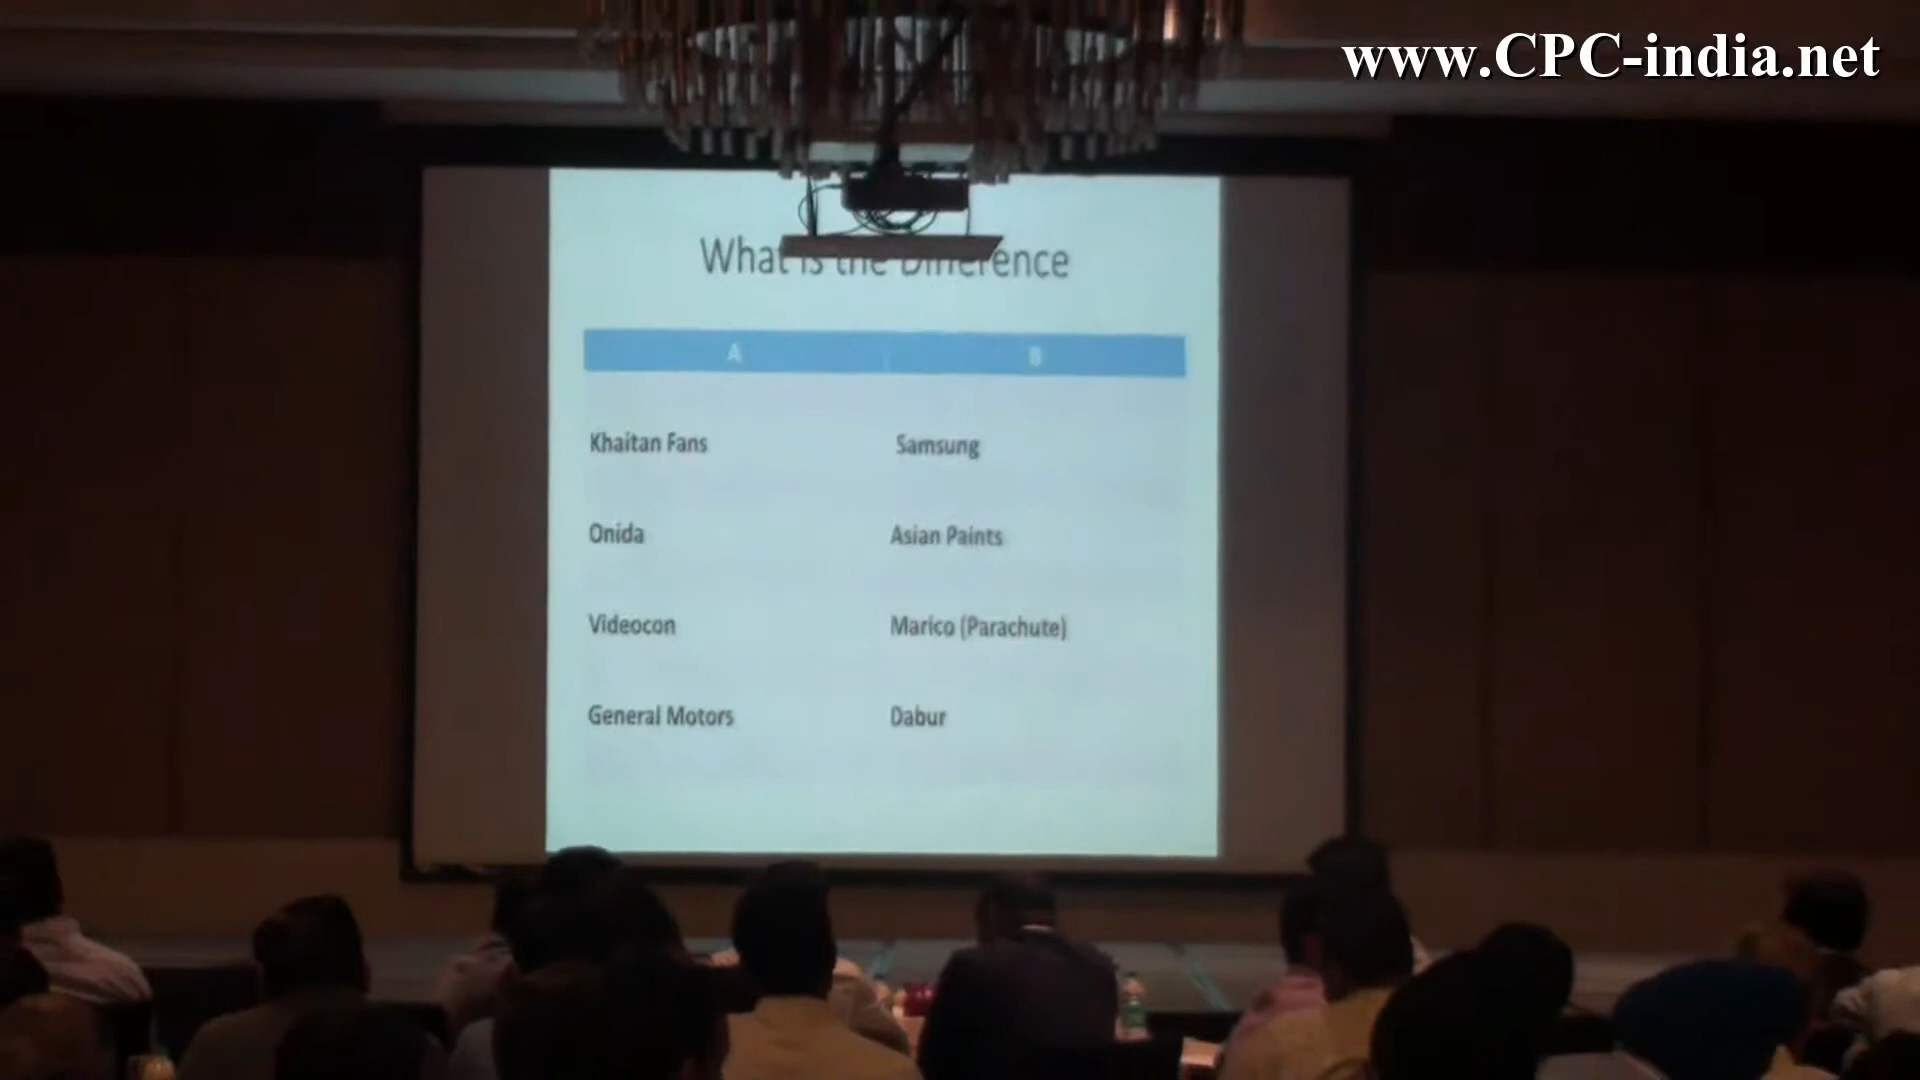 www.CPC-india.net
What is the Difference
A B
Khaitan Fans Samsung
Onida Asian Paints
Videocon Marico (Parachute)
General Motors Dabur